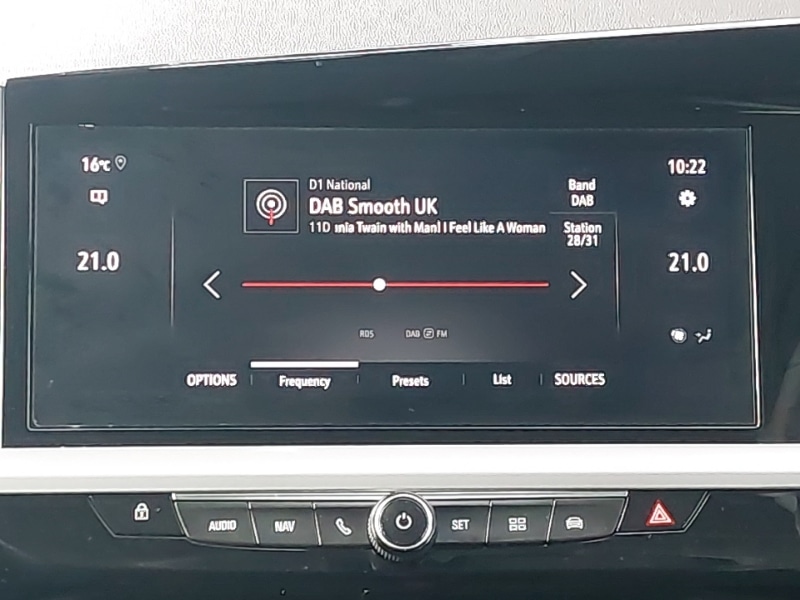 16°C
10:22
D1 National
DAB Smooth UK
11D ania Twain with Man! I Feel Like A Woman
Band
DAB
Station
28/31
21.0
21.0
RDS
DAB FM
OPTIONS
Frequency
Presets
List
SOURCES
AUDIO
NAV
SET